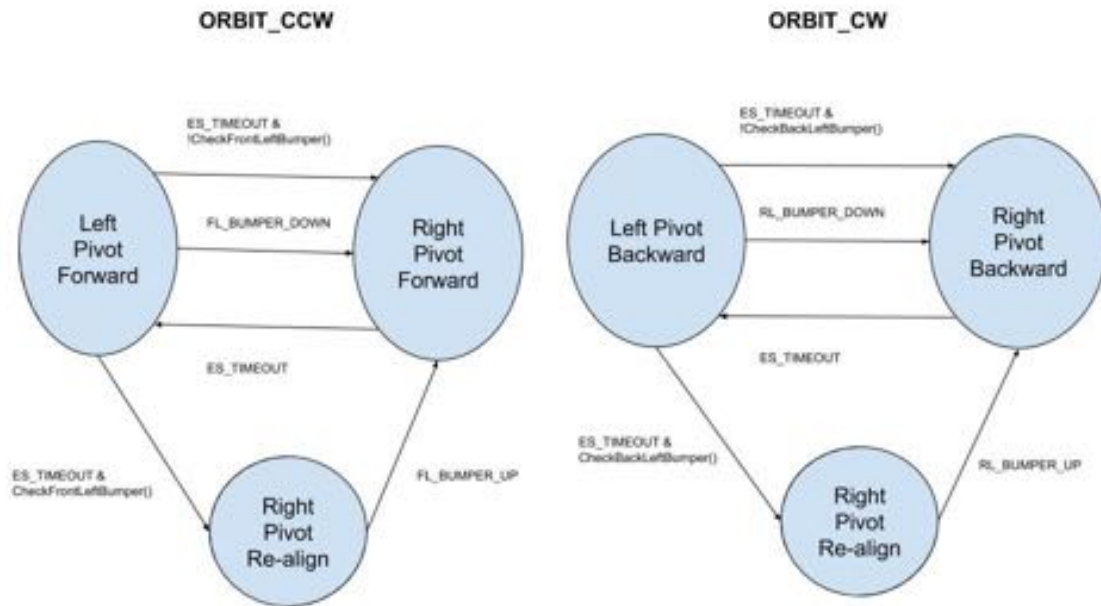 ORBIT_CCW
ES_TIMEOUT &
!CheckFrontLeftBumper()
Left
Pivot
Forward
FL_BUMPER_DOWN
Right
Pivot
Forward
ES_TIMEOUT
ES_TIMEOUT &
CheckFrontLeftBumper()
FL_BUMPER_UP
Right
Pivot
Re-align
ORBIT_CW
ES_TIMEOUT &
!CheckBackLeftBumper()
Left Pivot
Backward
RL_BUMPER_DOWN
Right
Pivot
Backward
ES_TIMEOUT
ES_TIMEOUT &
CheckBackLeftBumper()
RL_BUMPER_UP
Right
Pivot
Re-align